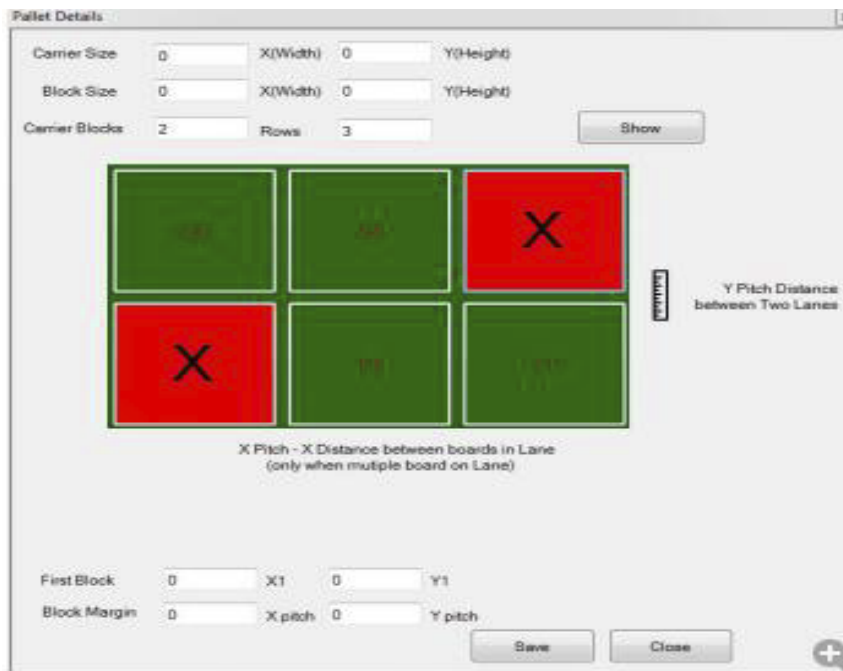 Pallet Details
Carrier Size 0 X(Width) 0 Y(Height)
Block Size 0 X(Width) 0 Y(Height)
Carrier Blocks 2 Rows 3 Show
X
Y Pitch Distance
between Two Lanes
X
X Pitch - X Distance between boards in Lane
(only when mutiple board on Lane)
First Block 0 X1 0 Y1
Block Margin 0 X pitch 0 Y pitch
Save Close